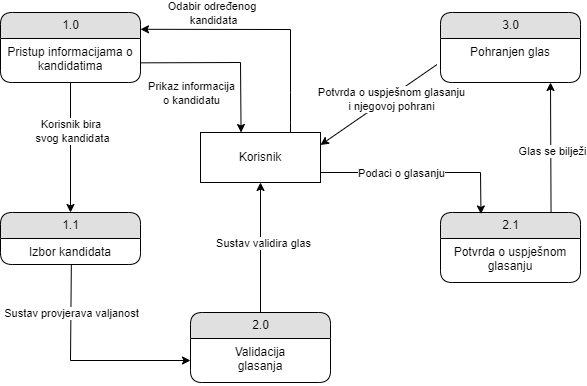 Odabir određenog
kandidata
1.0
Pristup informacijama o
kandidatima
3.0
Pohranjen glas
Prikaz informacija
o kandidatu
Potvrda o uspješnom glasanju
i njegovoj pohrani
Korisnik bira
svog kandidata
Korisnik
Glas se bilježi
Podaci o glasanju
1.1
Izbor kandidata
2.1
Potvrda o uspješnom
glasanju
Sustav validira glas
Sustav provjerava valjanost
2.0
Validacija
glasanja